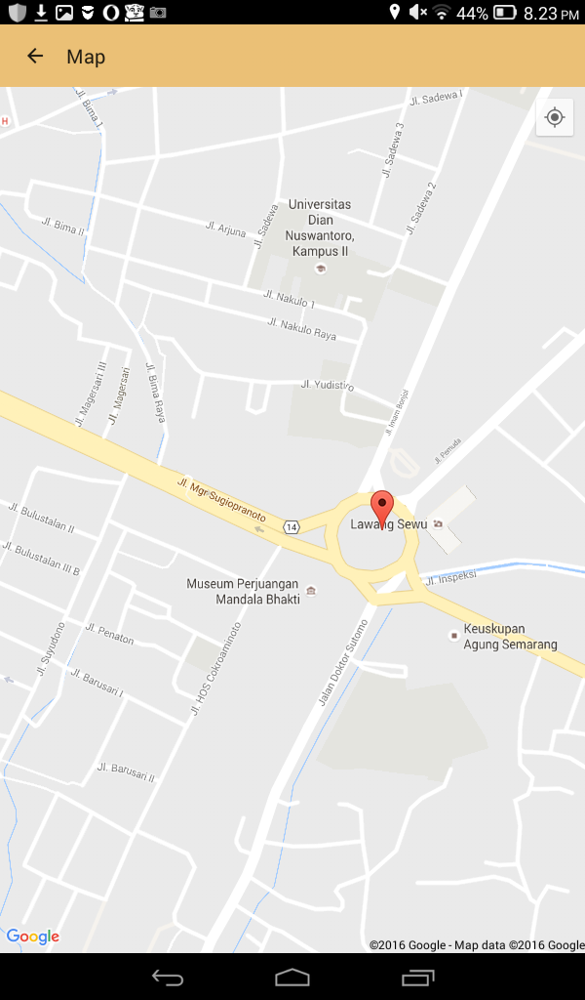 44% 8.23 PM
Map
Jl. Bima 1
Jl. Sadewa I
H
Jl. Sadewa 3
Jl. Sadewa 2
Universitas
Dian
Nuswantoro,
Kampus II
Jl. Sadewa
Jl. Arjuna
Jl. Bima II
Jl. Nakulo 1
Jl. Nakulo Raya
Jl. Magersari III
Jl. Magersari
Jl. Bima Raya
Jl. Yudistiro
Jl. Imam Bonjol
Jl. Pemuda
Jl. Mgr Sugiopranoto
14
Lawang Sewu
Jl. Bulustalan II
Jl. Bulustalan III B
Museum Perjuangan
Mandala Bhakti
Jl. Inspeksi
Keuskupan
Agung Semarang
Jl. Penaton
Jl. Suyudono
Jl. HOS Cokroaminoto
Jalan Doktor Sutomo
Jl. Barusari I
Jl. Barusari II
Google
©2016 Google - Map data ©2016 Google